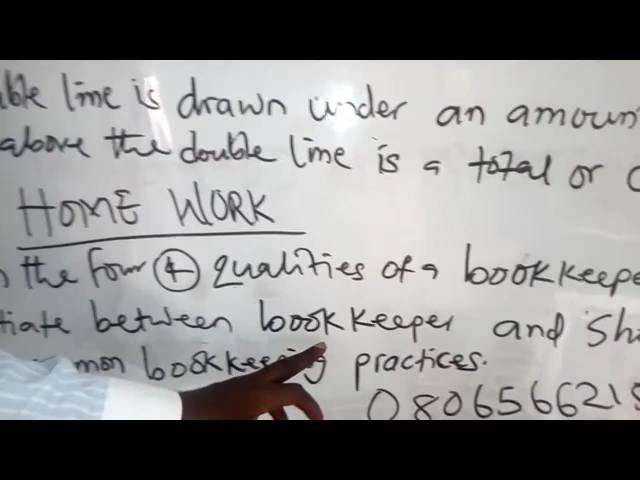 ble line is drawn under an amoun
above the double line is a total or
HOME WORK
the four 4 qualities of a bookkeepe
tiate between bookkeeper and Sh
mon bookkeeping practices.
080656621